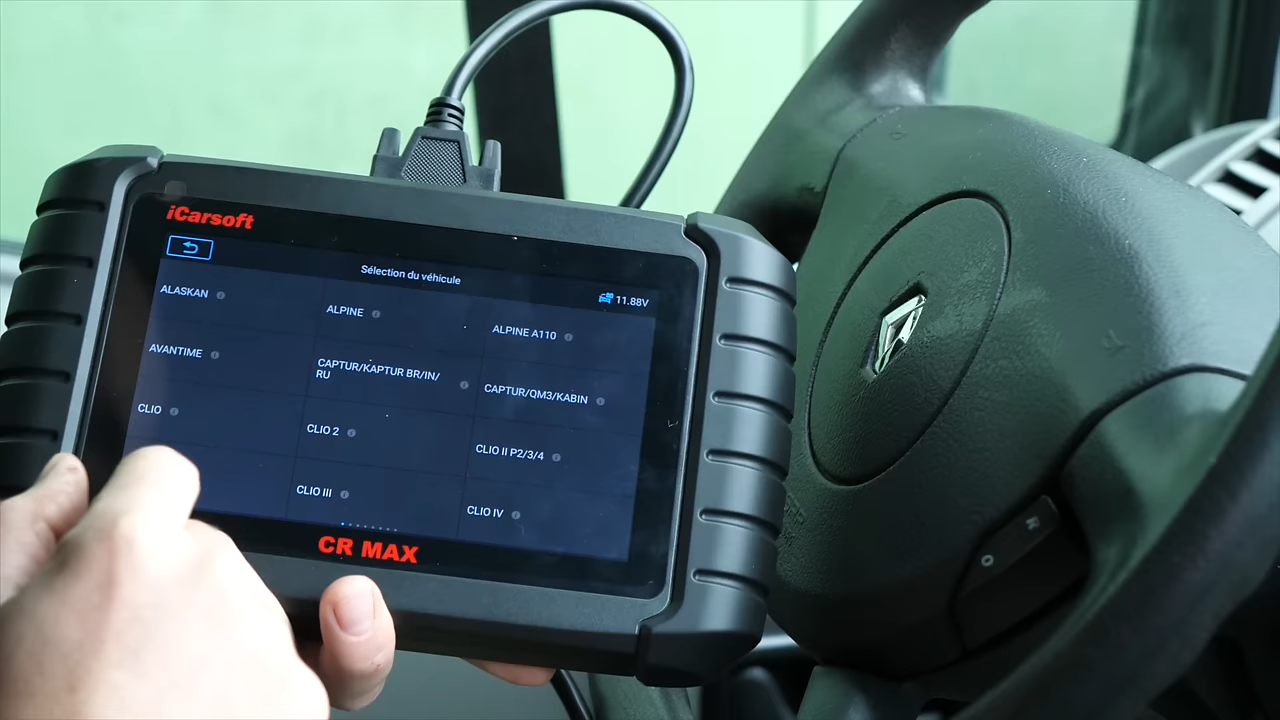 iCarsoft
Sélection du véhicule
11.88V
ALASKAN
ALPINE
ALPINE A110
AVANTIME
CAPTUR/KAPTUR BR/IN/
RU
CAPTUR/QM3/KABIN
CLIO
CLIO 2
CLIO II P2/3/4
CLIO III
CLIO IV
CR MAX
O
R